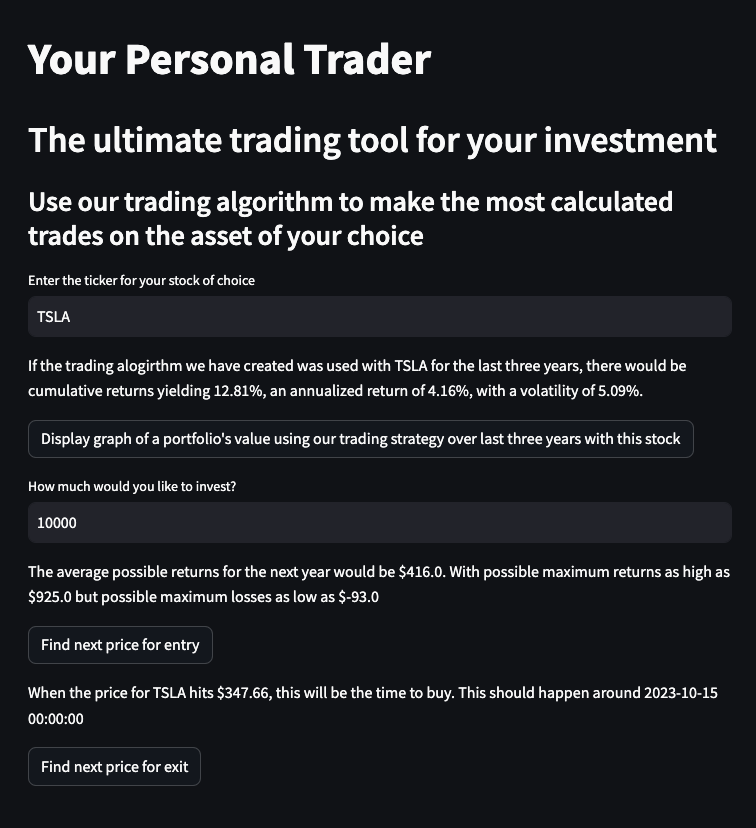 Your Personal Trader
The ultimate trading tool for your investment
Use our trading algorithm to make the most calculated
trades on the asset of your choice
Enter the ticker for your stock of choice
TSLA
If the trading alogirthm we have created was used with TSLA for the last three years, there would be
cumulative returns yielding 12.81%, an annualized return of 4.16%, with a volatility of 5.09%.
Display graph of a portfolio's value using our trading strategy over last three years with this stock
How much would you like to invest?
10000
The average possible returns for the next year would be $416.0. With possible maximum returns as high as
$925.0 but possible maximum losses as low as $-93.0
Find next price for entry
When the price for TSLA hits $347.66, this will be the time to buy. This should happen around 2023-10-15
00:00:00
Find next price for exit